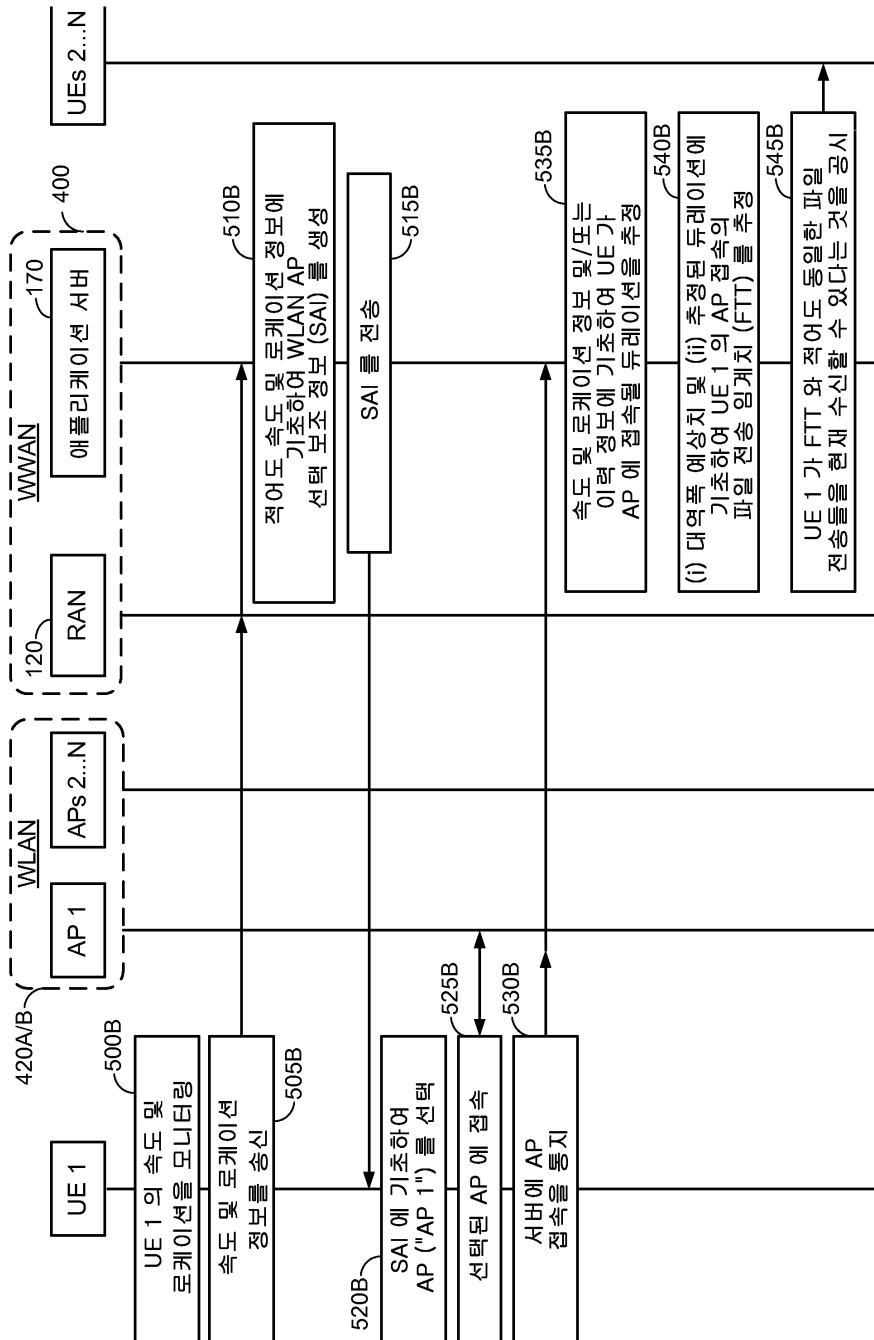 UE 1
420A/B
WLAN
AP 1
APs 2...N
WWAN
400
120
RAN
170
애플리케이션 서버
UEs 2...N
500B
UE 1 의 속도 및
로케이션을 모니터링
속도 및 로케이션
정보를 송신
505B
510B
적어도 속도 및 로케이션 정보에
기초하여 WLAN AP
선택 보조 정보 (SAI) 를 생성
SAI 를 전송
515B
520B
SAI 에 기초하여
AP ("AP 1") 를 선택
선택된 AP 에 접속
525B
서버에 AP
접속을 통지
530B
535B
속도 및 로케이션 정보 및/또는
이력 정보에 기초하여 UE 가
AP 에 접속될 듀레이션을 추정
540B
(i) 대역폭 예상치 및 (ii) 추정된 듀레이션에
기초하여 UE 1 의 AP 접속의
파일 전송 임계치 (FTT) 를 추정
545B
UE 1 가 FTT 와 적어도 동일한 파일
전송들을 현재 수신할 수 있다는 것을 공시